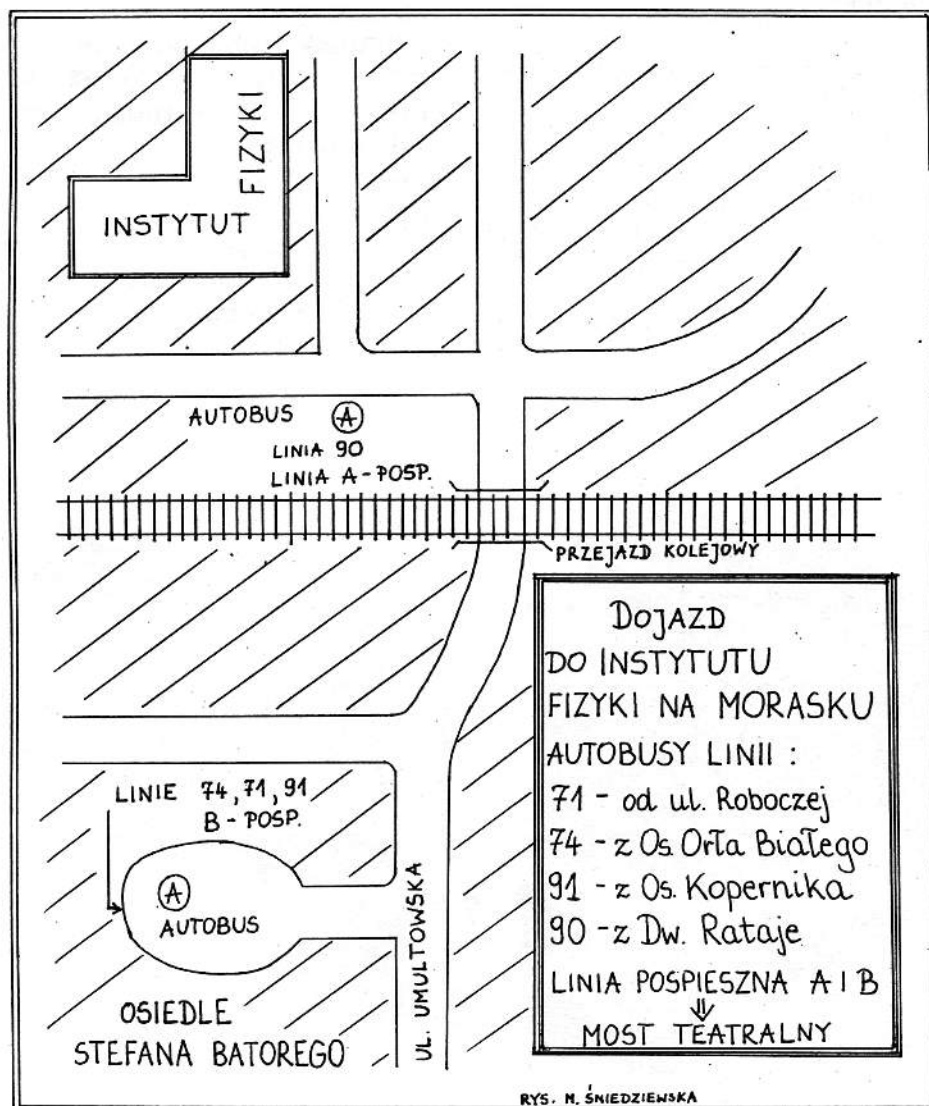 INSTYTUT
FIZYKI
AUTOBUS A
LINIA 90
LINIA A - POSP.
PRZEJAZD KOLEJOWY
DOJAZD
DO INSTYTUTU
FIZYKI NA MORASKU
AUTOBUSY LINII :
71 - od ul. Roboczej
74 - z Os. Orła Białego
91 - z Os. Kopernika
90 - z Dw. Rataje
LINIA POSPIESZNA A I B
⇓
MOST TEATRALNY
LINIE 74, 71, 91
B - POSP.
A
AUTOBUS
UL. UMULTOWSKA
OSIEDLE
STEFANA BATOREGO
RYS. M. ŚNIEDZIEWSKA